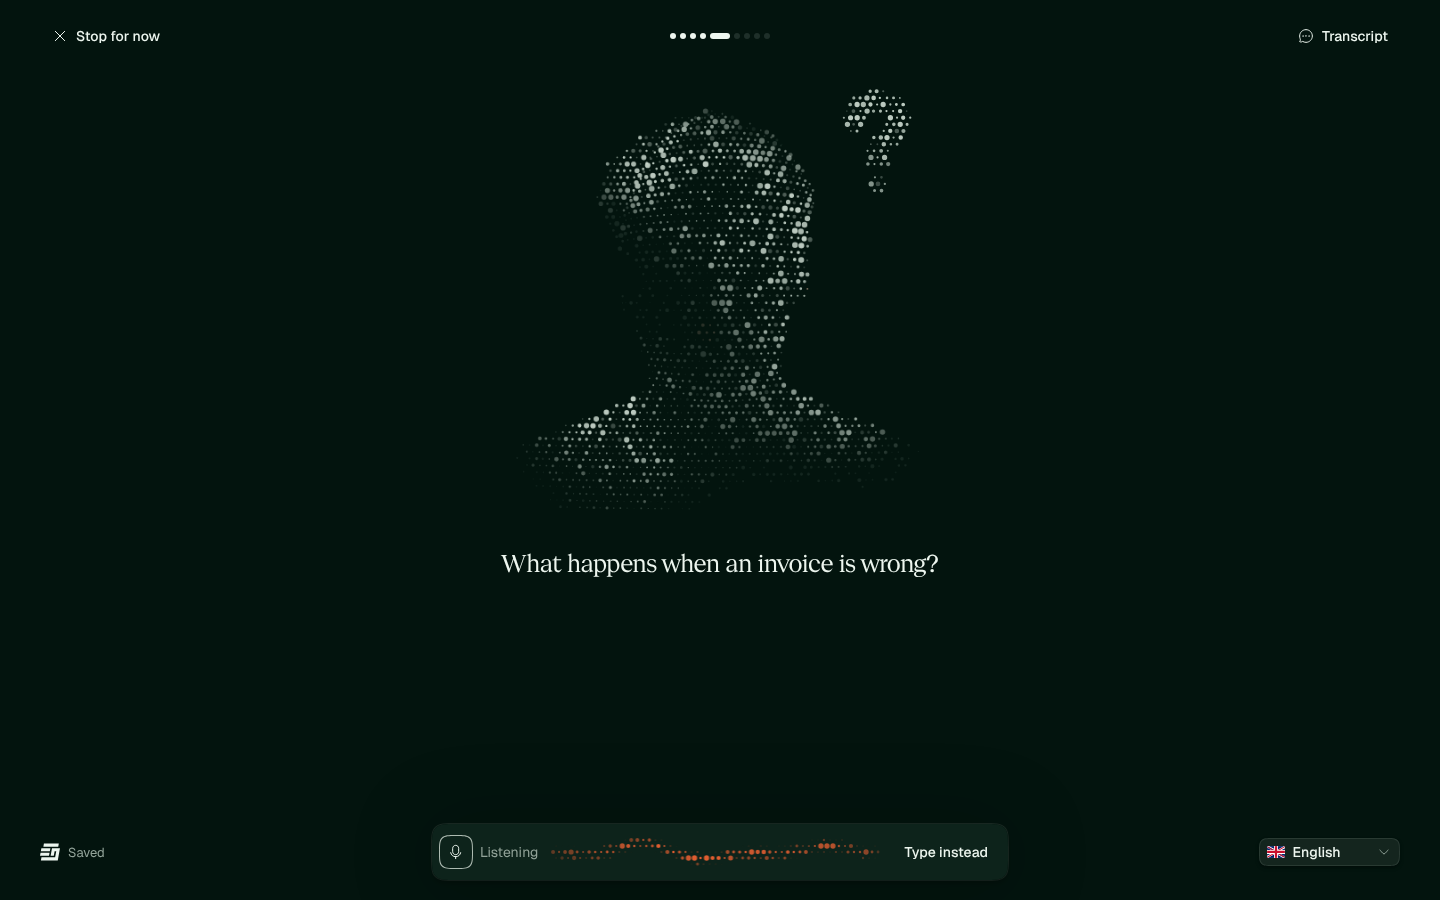 Stop for now
Transcript
?
What happens when an invoice is wrong?
Saved
Listening
Type instead
English